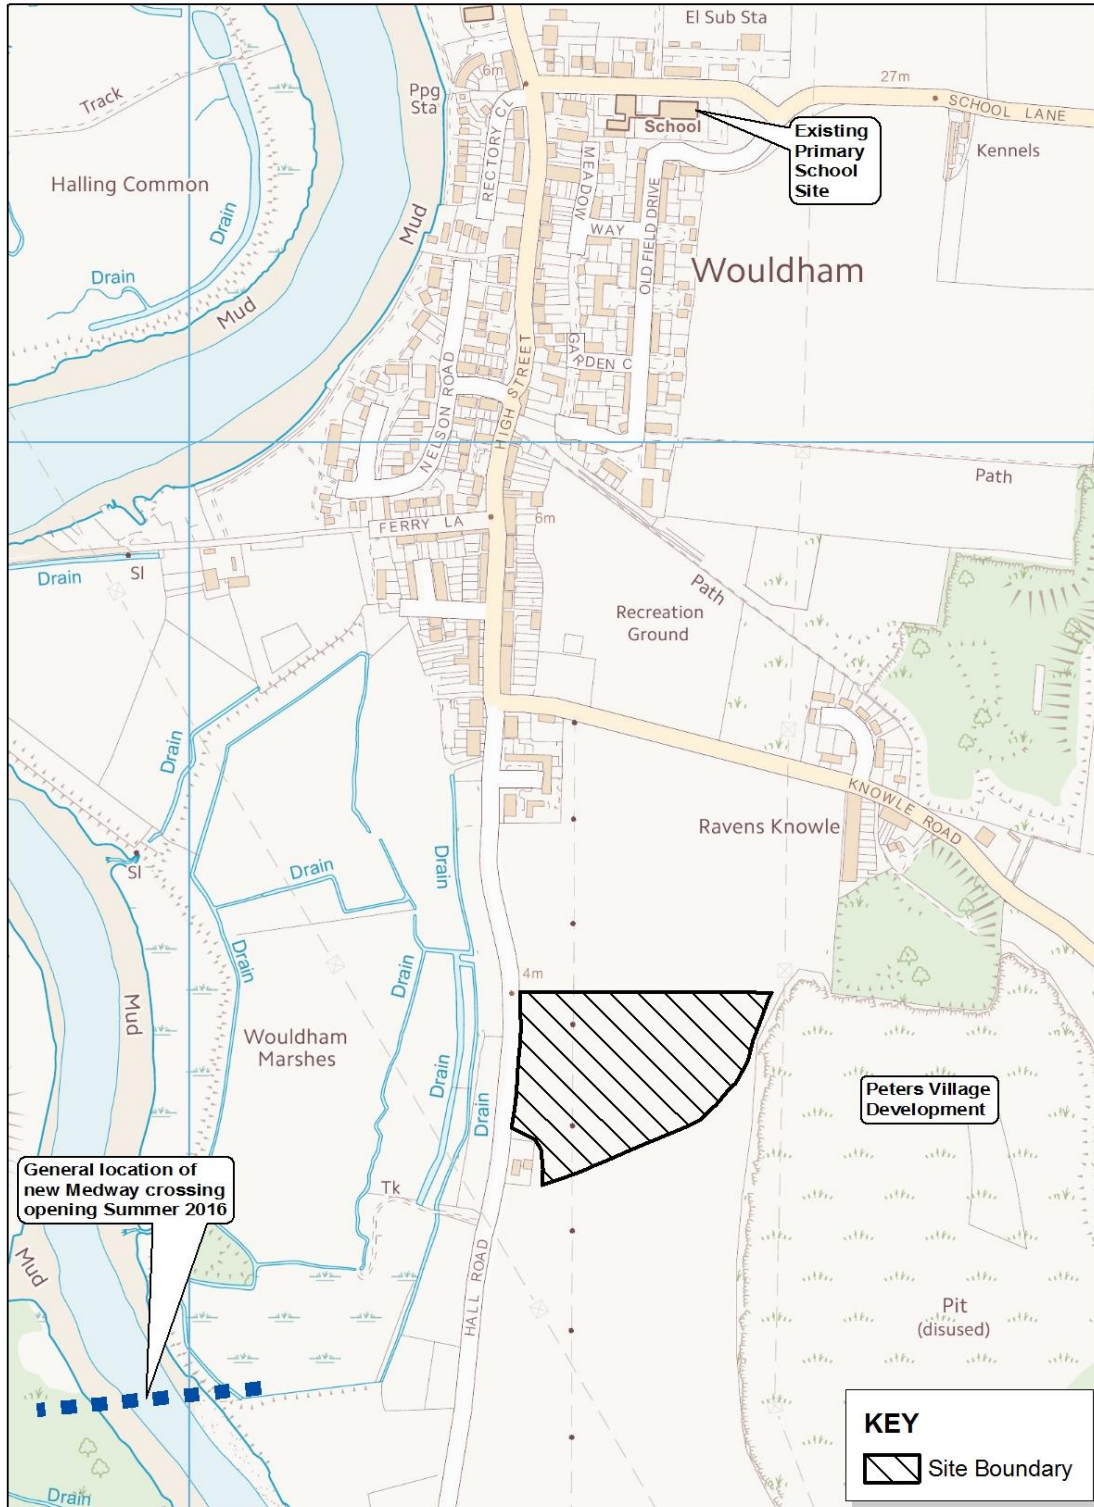 El Sub Sta
6m
27m
Track
Ppg
Sta
SCHOOL LANE
School
Existing
Primary
School
Site
Kennels
RECTORY CL
MEADOW
WAY
OLD FIELD DRIVE
Halling Common
Drain
Mud
Wouldham
Drain
Mud
GARDEN C
NELSON ROAD
HIGH STREET
Path
FERRY LA
6m
Drain
Sl
Path
Recreation
Ground
Drain
KNOWLE ROAD
Ravens Knowle
Sl
Drain
Drain
Drain
Drain
4m
Mud
Wouldham
Marshes
Drain
Drain
Peters Village
Development
General location of
new Medway crossing
opening Summer 2016
Tk
Mud
HALL ROAD
Pit
(disused)
KEY
Site Boundary
Drain